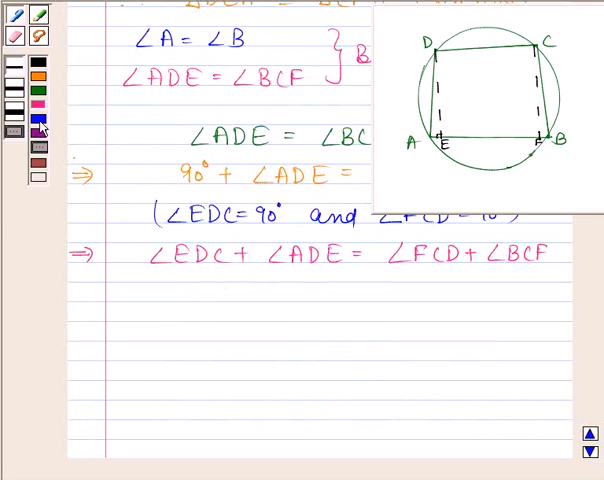 ∠A = ∠B
∠ADE = ∠BCF } B
∠ADE = ∠BC
⇒ 90° + ∠ADE =
(∠EDC = 90° and
⇒ ∠EDC + ∠ADE = ∠FCD + ∠BCF
D C
A E F B